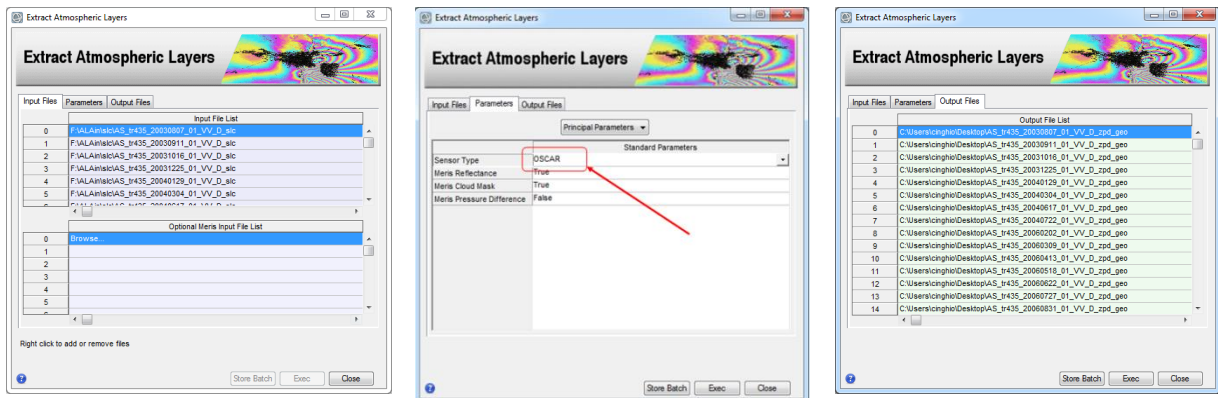 Extract Atmospheric Layers
Extract Atmospheric Layers
Input Files Parameters Output Files
Input File List
0 F:\ALAin\slc\AS_tr435_20030807_01_VV_D_slc
1 F:\ALAin\slc\AS_tr435_20030911_01_VV_D_slc
2 F:\ALAin\slc\AS_tr435_20031016_01_VV_D_slc
3 F:\ALAin\slc\AS_tr435_20031225_01_VV_D_slc
4 F:\ALAin\slc\AS_tr435_20040129_01_VV_D_slc
5 F:\ALAin\slc\AS_tr435_20040304_01_VV_D_slc
Optional Meris Input File List
0 Browse...
1
2
3
4
5
Right click to add or remove files
Store Batch Exec Close
Extract Atmospheric Layers
Extract Atmospheric Layers
Input Files Parameters Output Files
Principal Parameters
Standard Parameters
Sensor Type OSCAR
Meris Reflectance True
Meris Cloud Mask True
Meris Pressure Difference False
Store Batch Exec Close
Extract Atmospheric Layers
Extract Atmospheric Layers
Input Files Parameters Output Files
Output File List
0 C:\Users\cinghio\Desktop\AS_tr435_20030807_01_VV_D_zpd_geo
1 C:\Users\cinghio\Desktop\AS_tr435_20030911_01_VV_D_zpd_geo
2 C:\Users\cinghio\Desktop\AS_tr435_20031016_01_VV_D_zpd_geo
3 C:\Users\cinghio\Desktop\AS_tr435_20031225_01_VV_D_zpd_geo
4 C:\Users\cinghio\Desktop\AS_tr435_20040129_01_VV_D_zpd_geo
5 C:\Users\cinghio\Desktop\AS_tr435_20040304_01_VV_D_zpd_geo
6 C:\Users\cinghio\Desktop\AS_tr435_20040617_01_VV_D_zpd_geo
7 C:\Users\cinghio\Desktop\AS_tr435_20040722_01_VV_D_zpd_geo
8 C:\Users\cinghio\Desktop\AS_tr435_20060202_01_VV_D_zpd_geo
9 C:\Users\cinghio\Desktop\AS_tr435_20060309_01_VV_D_zpd_geo
10 C:\Users\cinghio\Desktop\AS_tr435_20060413_01_VV_D_zpd_geo
11 C:\Users\cinghio\Desktop\AS_tr435_20060518_01_VV_D_zpd_geo
12 C:\Users\cinghio\Desktop\AS_tr435_20060622_01_VV_D_zpd_geo
13 C:\Users\cinghio\Desktop\AS_tr435_20060727_01_VV_D_zpd_geo
14 C:\Users\cinghio\Desktop\AS_tr435_20060831_01_VV_D_zpd_geo
Store Batch Exec Close